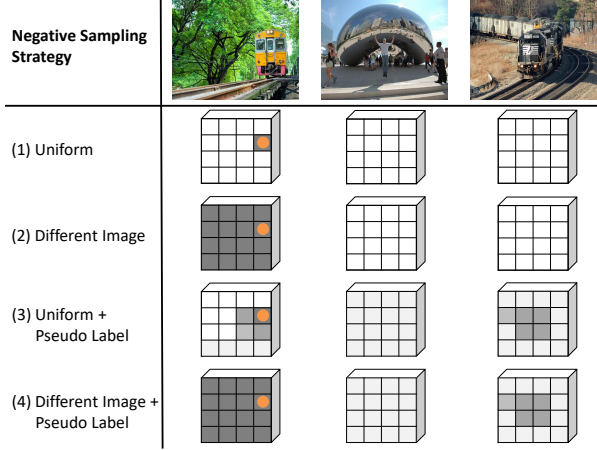 Negative Sampling
Strategy
(1) Uniform
(2) Different Image
(3) Uniform +
Pseudo Label
(4) Different Image +
Pseudo Label